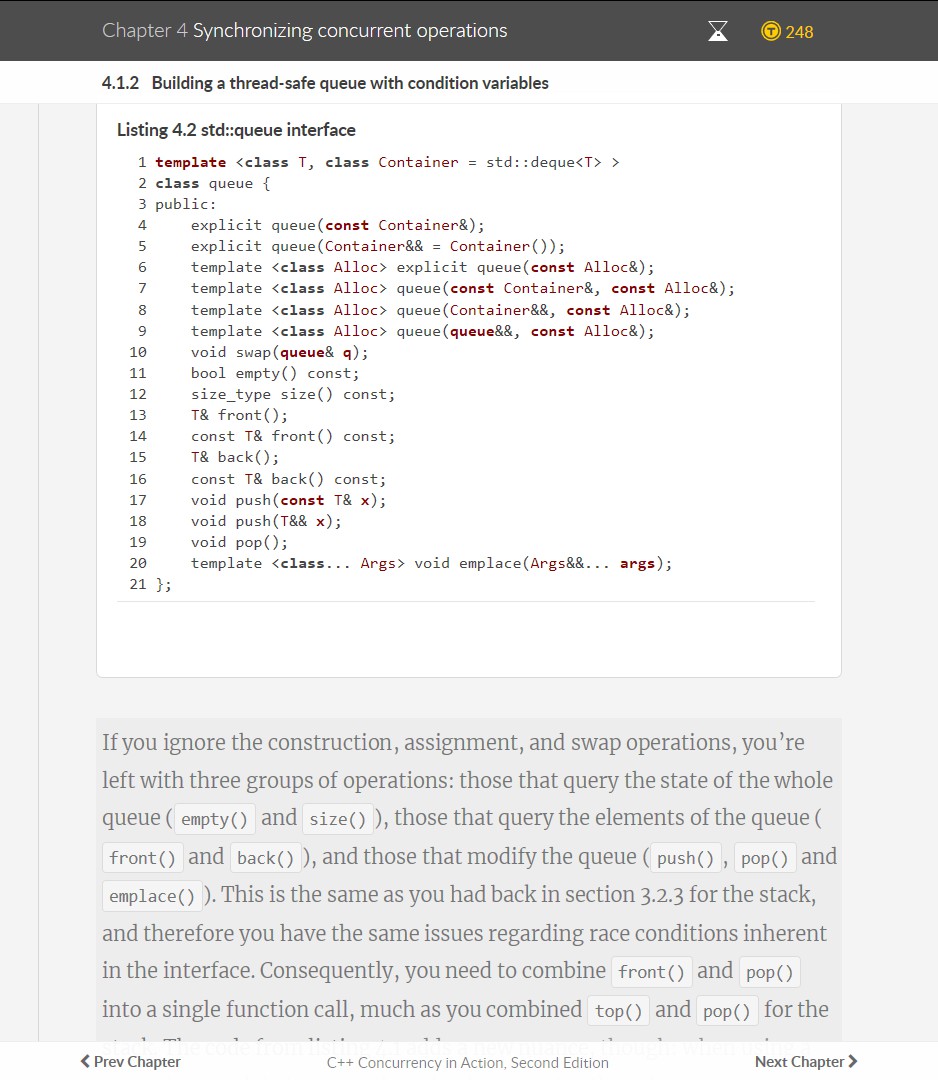 Chapter 4 Synchronizing concurrent operations
248
4.1.2 Building a thread-safe queue with condition variables
Listing 4.2 std::queue interface
1 template <class T, class Container = std::deque<T> >
2 class queue {
3 public:
4     explicit queue(const Container&);
5     explicit queue(Container&& = Container());
6     template <class Alloc> explicit queue(const Alloc&);
7     template <class Alloc> queue(const Container&, const Alloc&);
8     template <class Alloc> queue(Container&&, const Alloc&);
9     template <class Alloc> queue(queue&&, const Alloc&);
10     void swap(queue& q);
11     bool empty() const;
12     size_type size() const;
13     T& front();
14     const T& front() const;
15     T& back();
16     const T& back() const;
17     void push(const T& x);
18     void push(T&& x);
19     void pop();
20     template <class... Args> void emplace(Args&&... args);
21 };
If you ignore the construction, assignment, and swap operations, you’re
left with three groups of operations: those that query the state of the whole
queue ( empty() and size() ), those that query the elements of the queue (
front() and back() ), and those that modify the queue ( push() , pop() and
emplace() ). This is the same as you had back in section 3.2.3 for the stack,
and therefore you have the same issues regarding race conditions inherent
in the interface. Consequently, you need to combine front() and pop()
into a single function call, much as you combined top() and pop() for the
Prev Chapter
C++ Concurrency in Action, Second Edition
Next Chapter